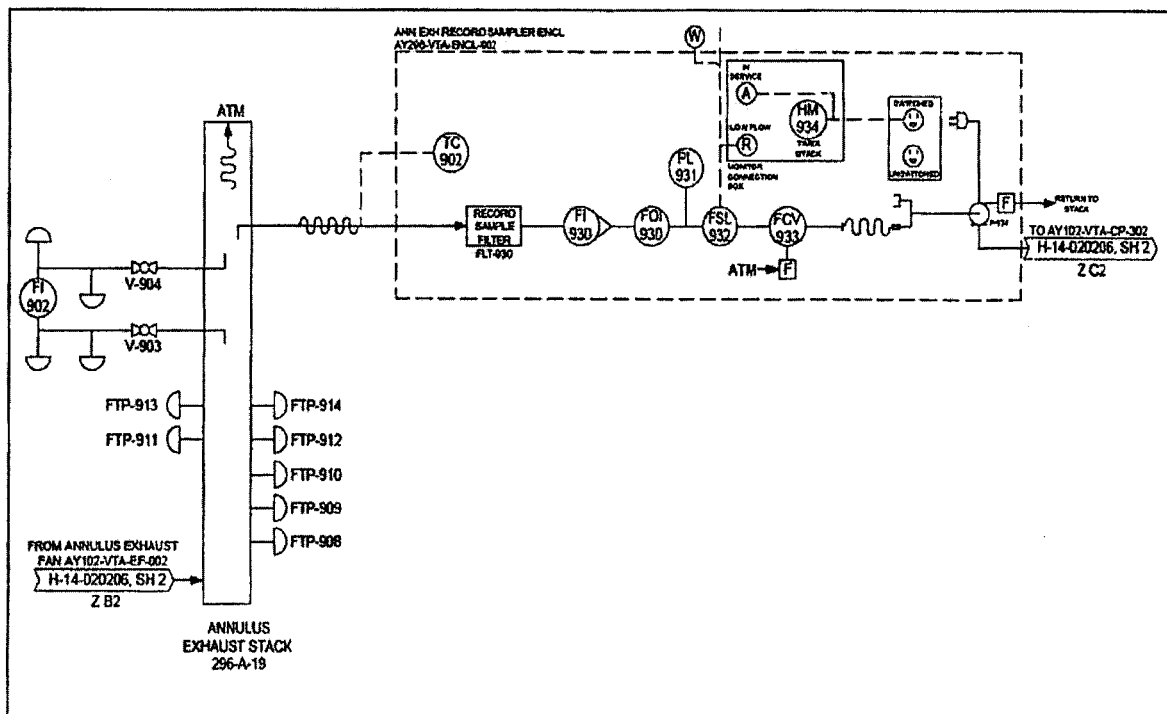 ANN EXH RECORD SAMPLER ENCL
AY296-VTA-ENCL-902
W
IN
SERVICE
A
HM
934
TANK
STACK
LOW FLOW
R
MONITOR
CONNECTION
BOX
SWITCHED
UNSWITCHED
ATM
TC
902
PL
931
RECORD
SAMPLE
FILTER
FLT-930
FI
930
FOI
930
FSL
932
FCV
933
ATM
F
F
RETURN TO
STACK
TO AY102-VTA-CP-302
H-14-020206, SH 2
Z C2
FI
902
V-904
V-903
FTP-913
FTP-914
FTP-911
FTP-912
FTP-910
FTP-909
FTP-908
FROM ANNULUS EXHAUST
FAN AY102-VTA-EF-002
H-14-020206, SH 2
Z B2
ANNULUS
EXHAUST STACK
296-A-19